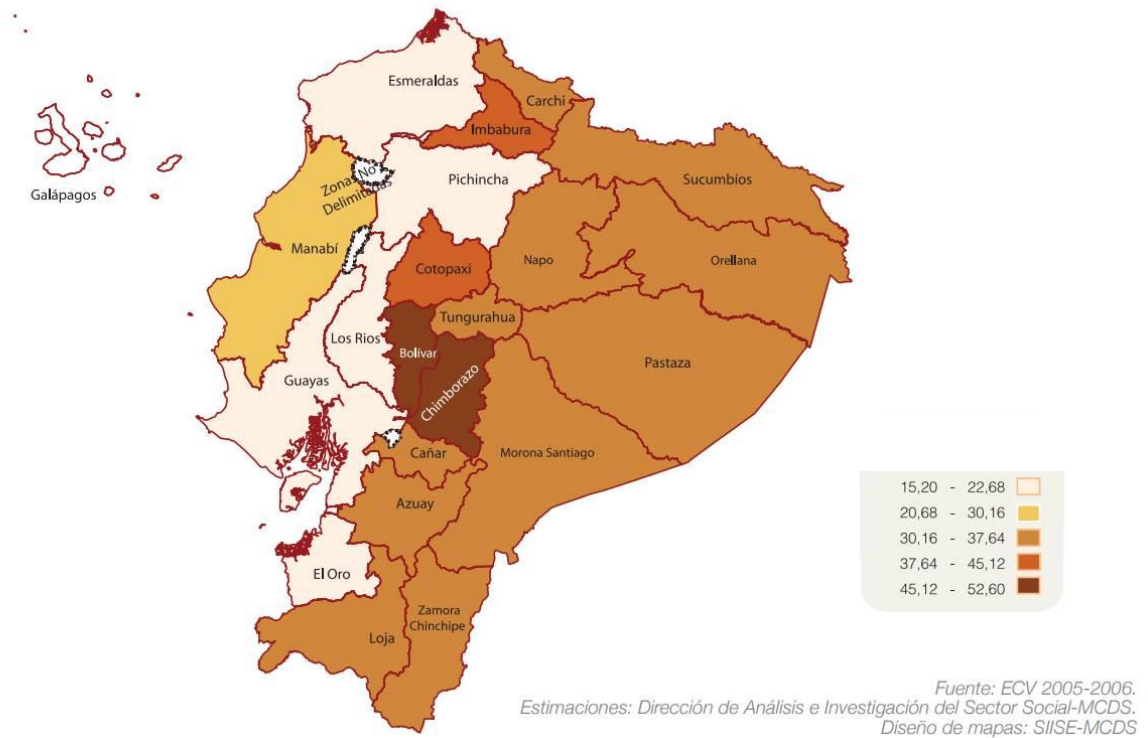 Esmeraldas
Carchi
Imbabura
Galápagos
Zonas No
Delimitadas
Pichincha
Sucumbíos
Manabí
Cotopaxi
Napo
Orellana
Tungurahua
Los Rios
Bolívar
Pastaza
Guayas
Chimborazo
Cañar
Morona Santiago
Azuay
El Oro
Zamora
Chinchipe
Loja
15,20 - 22,68
20,68 - 30,16
30,16 - 37,64
37,64 - 45,12
45,12 - 52,60
Fuente: ECV 2005-2006.
Estimaciones: Dirección de Análisis e Investigación del Sector Social-MCDS.
Diseño de mapas: SIISE-MCDS